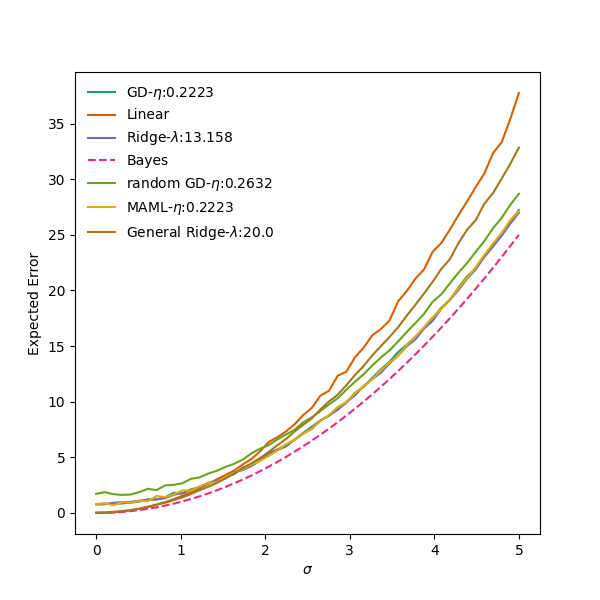 GD-η:0.2223
Linear
Ridge-λ:13.158
Bayes
random GD-η:0.2632
MAML-η:0.2223
General Ridge-λ:20.0
Expected Error
35
30
25
20
15
10
5
0
0 1 2 3 4 5
σ